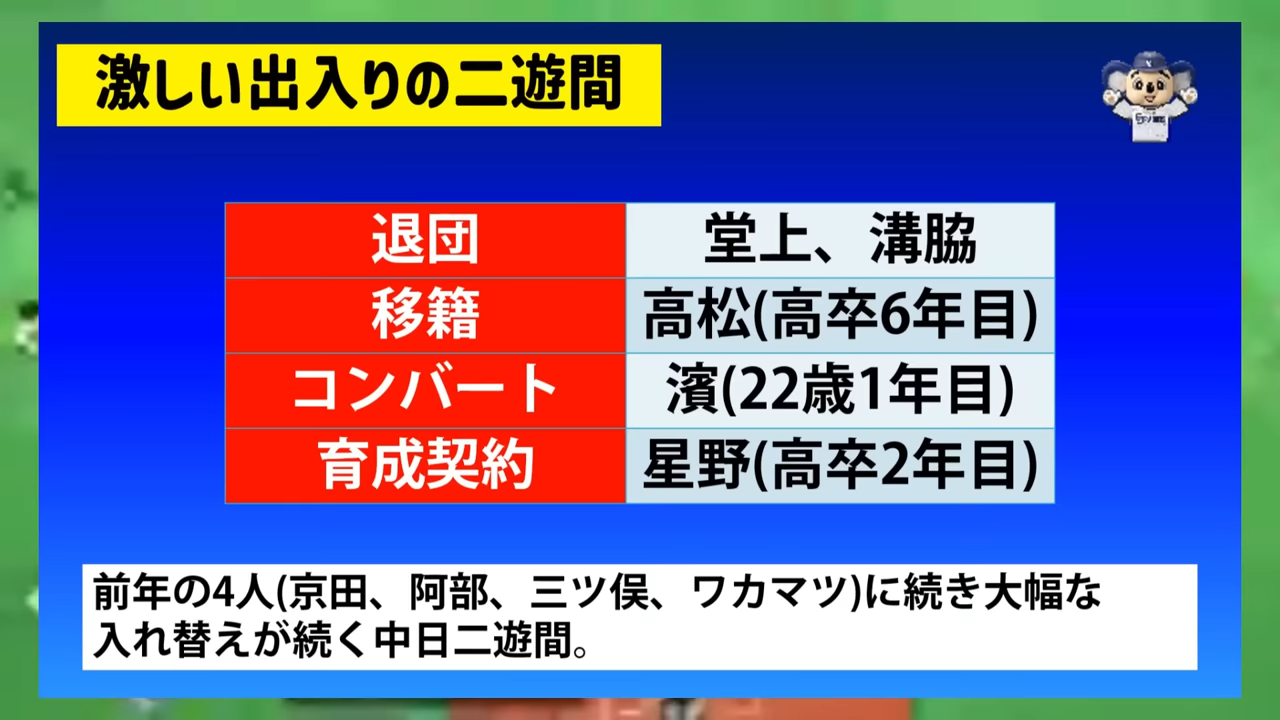 激しい出入りの二遊間
退団 堂上、溝脇
移籍 高松(高卒6年目)
コンバート 濱(22歳1年目)
育成契約 星野(高卒2年目)
前年の4人(京田、阿部、三ツ俣、ワカマツ)に続き大幅な
入れ替えが続く中日二遊間。